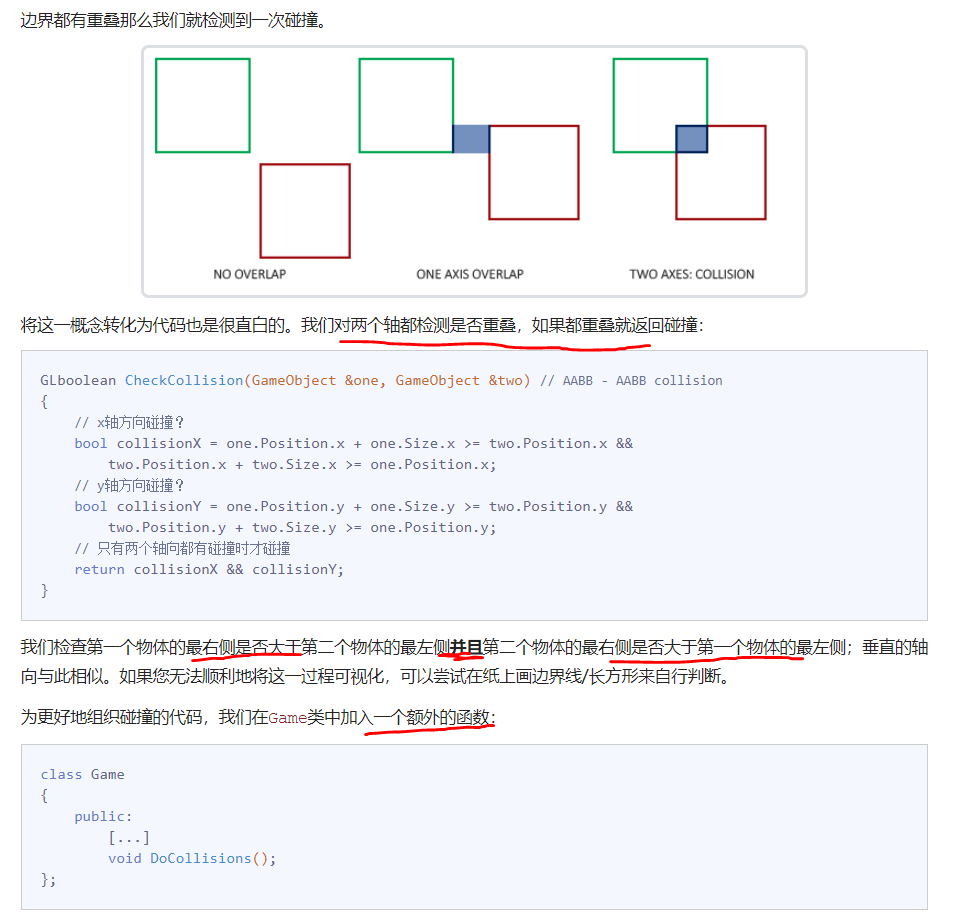 边界都有重叠那么我们就检测到一次碰撞。
NO OVERLAP
ONE AXIS OVERLAP
TWO AXES: COLLISION
将这一概念转化为代码也是很直白的。我们对两个轴都检测是否重叠，如果都重叠就返回碰撞：
GLboolean CheckCollision(GameObject &one, GameObject &two) // AABB - AABB collision
{
    // x轴方向碰撞？
    bool collisionX = one.Position.x + one.Size.x >= two.Position.x &&
        two.Position.x + two.Size.x >= one.Position.x;
    // y轴方向碰撞？
    bool collisionY = one.Position.y + one.Size.y >= two.Position.y &&
        two.Position.y + two.Size.y >= one.Position.y;
    // 只有两个轴向都有碰撞时才碰撞
    return collisionX && collisionY;
}
我们检查第一个物体的最右侧是否大于第二个物体的最左侧并且第二个物体的最右侧是否大于第一个物体的最左侧；垂直的轴
向与此相似。如果您无法顺利地将这一过程可视化，可以尝试在纸上画边界线/长方形来自行判断。
为更好地组织碰撞的代码，我们在Game类中加入一个额外的函数：
class Game
{
    public:
        [...]
        void DoCollisions();
};